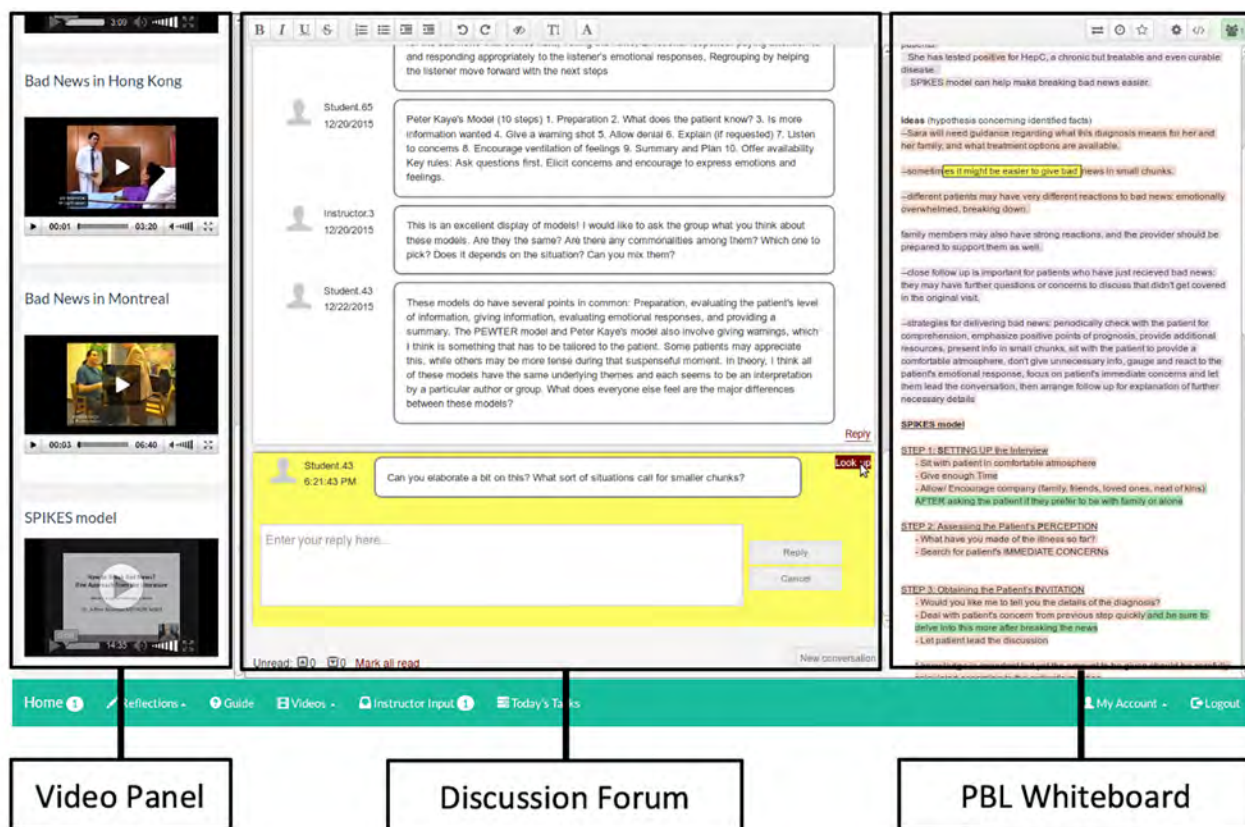 3:09
Bad News in Hong Kong
00:01 03:20
Bad News in Montreal
00:03 06:40
SPIKES model
14:35
B I U S
and responding appropriately to the listener's emotional responses, Regrouping by helping
the listener move forward with the next steps
Student.65
12/20/2015
Peter Kaye's Model (10 steps) 1. Preparation 2. What does the patient know? 3. Is more
information wanted 4. Give a warning shot 5. Allow denial 6. Explain (if requested) 7. Listen
to concerns 8. Encourage ventilation of feelings 9. Summary and Plan 10. Offer availability
Key rules: Ask questions first. Elicit concerns and encourage to express emotions and
feelings.
Instructor.3
12/20/2015
This is an excellent display of models! I would like to ask the group what you think about
these models. Are they the same? Are there any commonalities among them? Which one to
pick? Does it depends on the situation? Can you mix them?
Student.43
12/22/2015
These models do have several points in common: Preparation, evaluating the patient's level
of information, giving information, evaluating emotional responses, and providing a
summary. The PEWTER model and Peter Kaye's model also involve giving warnings, which
I think is something that has to be tailored to the patient. Some patients may appreciate
this, while others may be more tense during that suspenseful moment. In theory, I think all
of these models have the same underlying themes and each seems to be an interpretation
by a particular author or group. What does everyone else feel are the major differences
between these models?
Reply
Student.43
6:21:43 PM
Can you elaborate a bit on this? What sort of situations call for smaller chunks?
Look up
Enter your reply here...
Reply
Cancel
Unread: 0 0 Mark all read
New conversation
patients.
She has tested positive for HepC, a chronic but treatable and even curable
disease
SPIKES model can help make breaking bad news easier.
Ideas (hypothesis concerning identified facts)
--Sara will need guidance regarding what this diagnosis means for her and
her family, and what treatment options are available.
--sometimes it might be easier to give bad news in small chunks.
--different patients may have very different reactions to bad news: emotionally
overwhelmed, breaking down.
family members may also have strong reactions, and the provider should be
prepared to support them as well.
--close follow up is important for patients who have just recieved bad news:
they may have further questions or concerns to discuss that didn't get covered
in the original visit.
--strategies for delivering bad news: periodically check with the patient for
comprehension, emphasize positive points of prognosis, provide additional
resources, present info in small chunks, sit with the patient to provide a
comfortable atmosphere, don't give unnecessary info, gauge and react to the
patient's emotional response, focus on patient's immediate concerns and let
them lead the conversation, then arrange follow up for explanation of further
necessary details
SPIKES model
STEP 1: SETTING UP the Interview
- Sit with patient in comfortable atmosphere
- Give enough Time
- Allow/ Encourage company (family, friends, loved ones, next of kins)
AFTER asking the patient if they prefer to be with family or alone
STEP 2: Assessing the Patient's PERCEPTION
- What have you made of the illness so far?
- Search for patient's IMMEDIATE CONCERNs
STEP 3: Obtaining the Patient's INVITATION
- Would you like me to tell you the details of the diagnosis?
- Deal with patient's concern from previous step quickly and be sure to
delve into this more after breaking the news
- Let patient lead the discussion
Home 1 Reflections Guide Videos Instructor Input 1 Today's Tasks My Account Logout
Video Panel
Discussion Forum
PBL Whiteboard